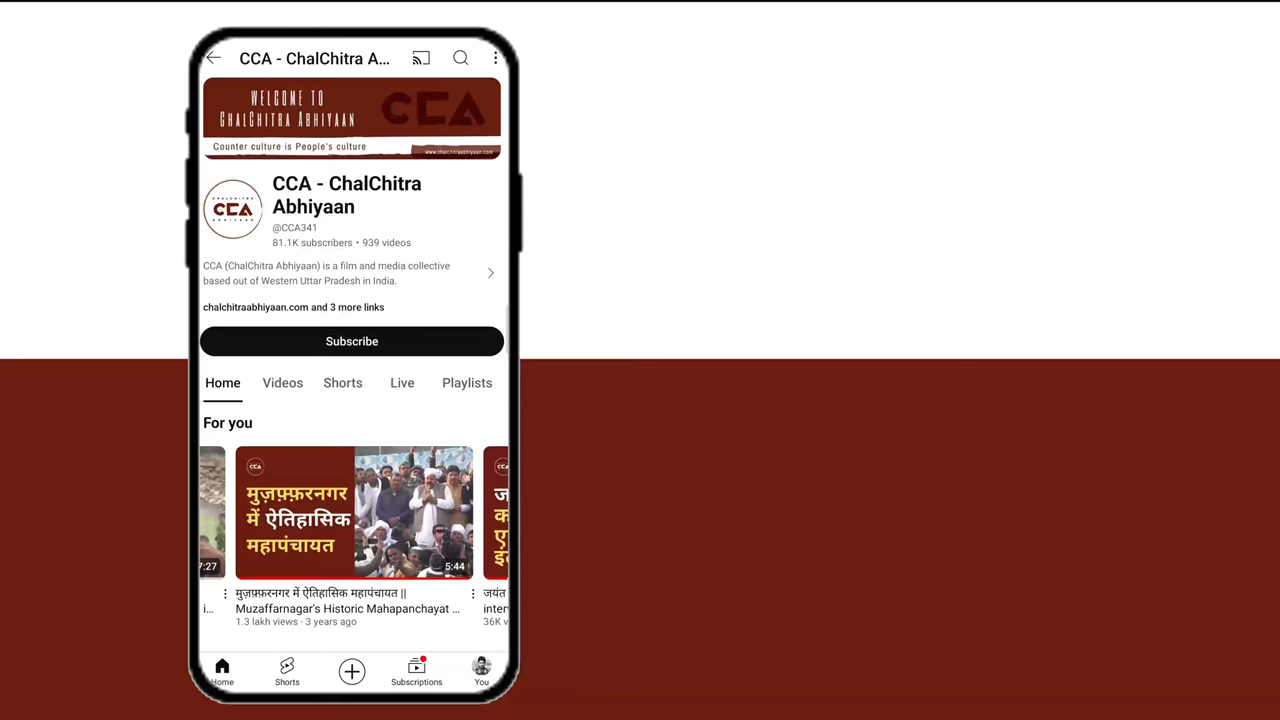 CCA - ChalChitra A...
WELCOME TO
CHALCHITRA ABHIYAAN
CCA
Counter culture is People's culture
www.chalchitraabhiyaan.com
CHALCHITRA
CCA
ABHIYAAN
CCA - ChalChitra
Abhiyaan
@CCA341
81.1K subscribers • 939 videos
CCA (ChalChitra Abhiyaan) is a film and media collective
based out of Western Uttar Pradesh in India.
chalchitraabhiyaan.com and 3 more links
Subscribe
Home Videos Shorts Live Playlists
For you
CCA
मुज़फ़्फ़रनगर
में ऐतिहासिक
महापंचायत
7:27
5:44
CCA
ज
क
ए
इं
i...
मुज़फ़्फ़रनगर में ऐतिहासिक महापंचायत ||
Muzaffarnagar's Historic Mahapanchayat ...
1.3 lakh views · 3 years ago
जयंत
inter
36K v
Home Shorts Subscriptions You